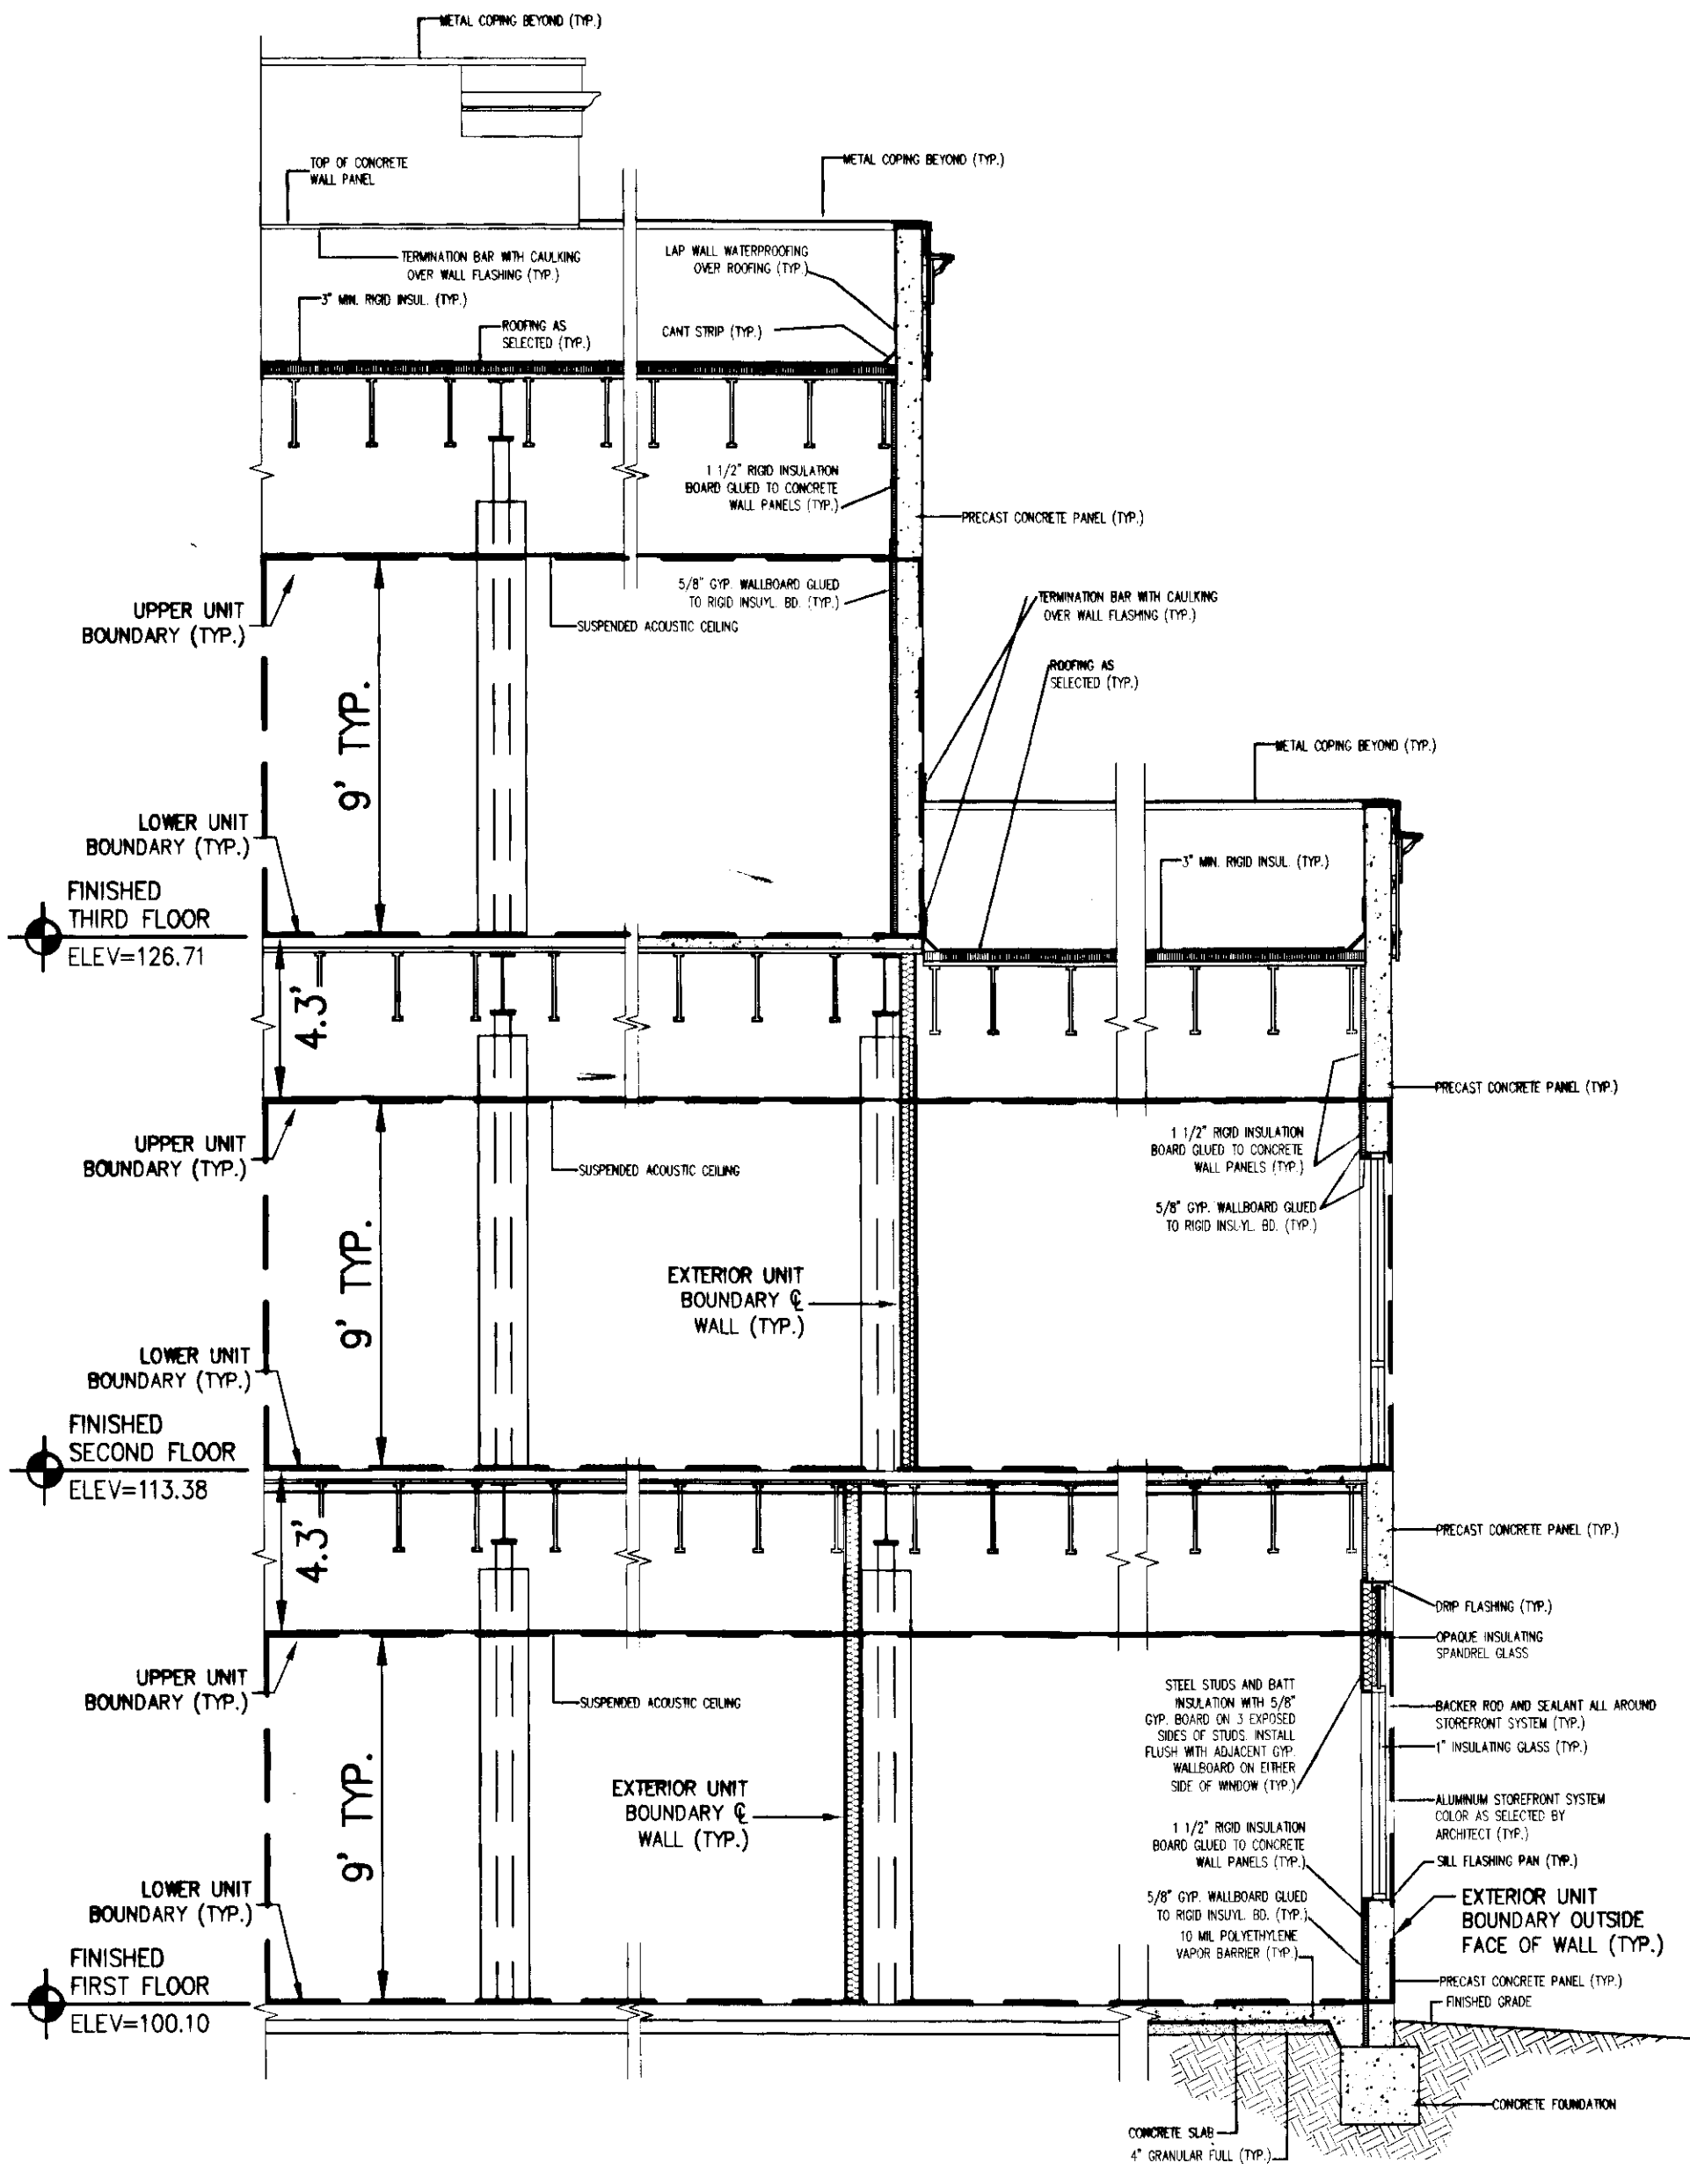 METAL COPING BEYOND (TYP.)
TOP OF CONCRETE
WALL PANEL
METAL COPING BEYOND (TYP.)
TERMINATION BAR WITH CAULKING
OVER WALL FLASHING (TYP.)
LAP WALL WATERPROOFING
OVER ROOFING (TYP.)
3" MIN. RIGID INSUL. (TYP.)
ROOFING AS
SELECTED (TYP.)
CANT STRIP (TYP.)
1 1/2" RIGID INSULATION
BOARD GLUED TO CONCRETE
WALL PANELS (TYP.)
PRECAST CONCRETE PANEL (TYP.)
5/8" GYP. WALLBOARD GLUED
TO RIGID INSUYL. BD. (TYP.)
UPPER UNIT
BOUNDARY (TYP.)
SUSPENDED ACOUSTIC CEILING
TERMINATION BAR WITH CAULKING
OVER WALL FLASHING (TYP.)
ROOFING AS
SELECTED (TYP.)
9' TYP.
METAL COPING BEYOND (TYP.)
LOWER UNIT
BOUNDARY (TYP.)
3" MIN. RIGID INSUL. (TYP.)
FINISHED
THIRD FLOOR
ELEV=126.71
4.3'
PRECAST CONCRETE PANEL (TYP.)
UPPER UNIT
BOUNDARY (TYP.)
SUSPENDED ACOUSTIC CEILING
1 1/2" RIGID INSULATION
BOARD GLUED TO CONCRETE
WALL PANELS (TYP.)
5/8" GYP. WALLBOARD GLUED
TO RIGID INSUYL. BD. (TYP.)
9' TYP.
EXTERIOR UNIT
BOUNDARY ℄
WALL (TYP.)
LOWER UNIT
BOUNDARY (TYP.)
FINISHED
SECOND FLOOR
ELEV=113.38
4.3'
PRECAST CONCRETE PANEL (TYP.)
DRIP FLASHING (TYP.)
OPAQUE INSULATING
SPANDREL GLASS
UPPER UNIT
BOUNDARY (TYP.)
SUSPENDED ACOUSTIC CEILING
STEEL STUDS AND BATT
INSULATION WITH 5/8"
GYP. BOARD ON 3 EXPOSED
SIDES OF STUDS. INSTALL
FLUSH WITH ADJACENT GYP.
WALLBOARD ON EITHER
SIDE OF WINDOW (TYP.)
BACKER ROD AND SEALANT ALL AROUND
STOREFRONT SYSTEM (TYP.)
1" INSULATING GLASS (TYP.)
9' TYP.
EXTERIOR UNIT
BOUNDARY ℄
WALL (TYP.)
ALUMINUM STOREFRONT SYSTEM
COLOR AS SELECTED BY
ARCHITECT (TYP.)
1 1/2" RIGID INSULATION
BOARD GLUED TO CONCRETE
WALL PANELS (TYP.)
SILL FLASHING PAN (TYP.)
LOWER UNIT
BOUNDARY (TYP.)
5/8" GYP. WALLBOARD GLUED
TO RIGID INSUYL. BD. (TYP.)
EXTERIOR UNIT
BOUNDARY OUTSIDE
FACE OF WALL (TYP.)
10 MIL POLYETHYLENE
VAPOR BARRIER (TYP.)
FINISHED
FIRST FLOOR
ELEV=100.10
PRECAST CONCRETE PANEL (TYP.)
FINISHED GRADE
CONCRETE FOUNDATION
CONCRETE SLAB
4" GRANULAR FULL (TYP.)